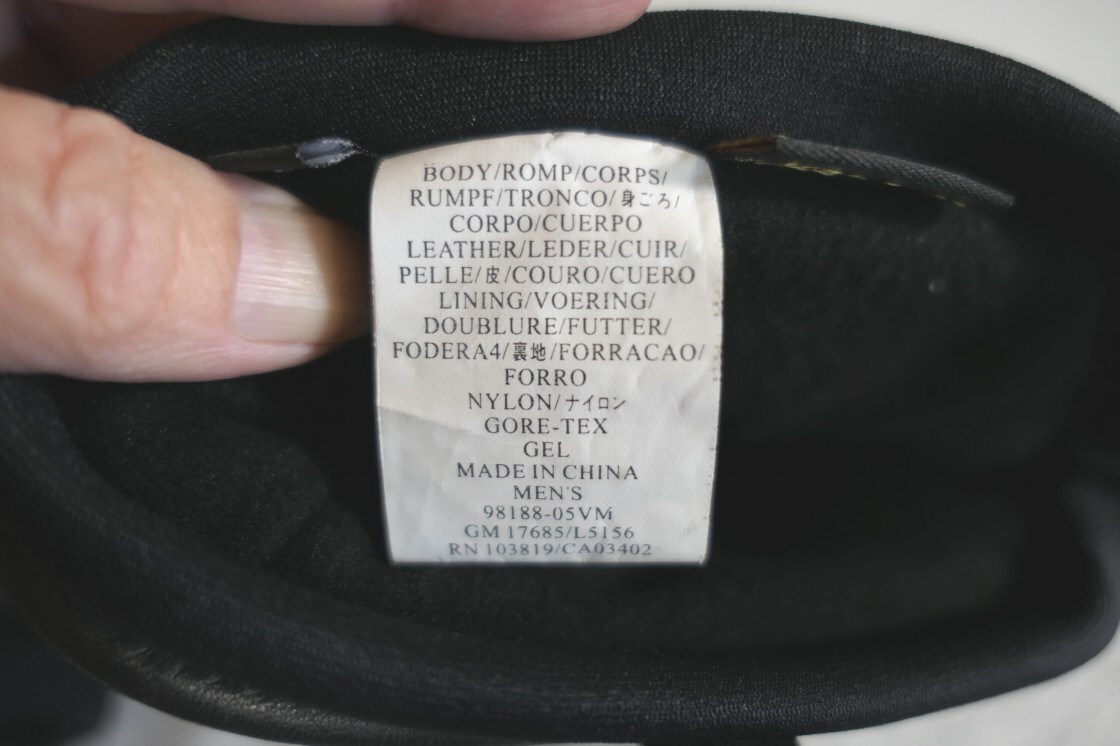 BODY/ROMP/CORPS/
RUMPF/TRONCO/身ごろ/
CORPO/CUERPO
LEATHER/LEDER/CUIR/
PELLE/皮/COURO/CUERO
LINING/VOERING/
DOUBLURE/FUTTER/
FODERA4/裏地/FORRACAO/
FORRO
NYLON/ナイロン
GORE-TEX
GEL
MADE IN CHINA
MEN'S
98188-05VM
GM 17685/L5156
RN 103819/CA03402